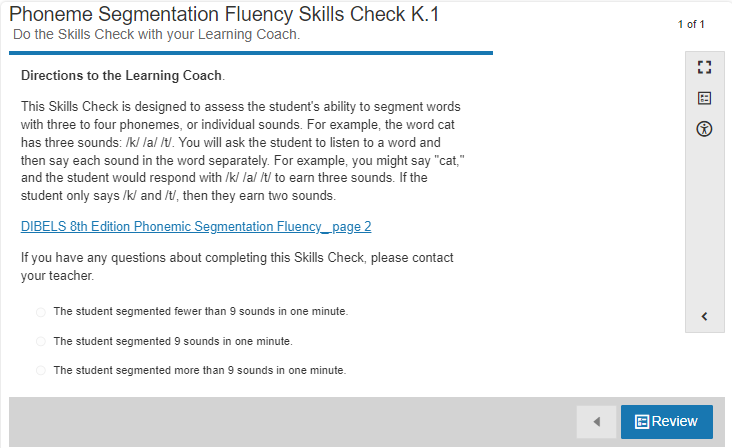 Phoneme Segmentation Fluency Skills Check K.1
1 of 1
Do the Skills Check with your Learning Coach.
Directions to the Learning Coach.
This Skills Check is designed to assess the student's ability to segment words
with three to four phonemes, or individual sounds. For example, the word cat
has three sounds: /k/ /a/ /t/. You will ask the student to listen to a word and
then say each sound in the word separately. For example, you might say "cat,"
and the student would respond with /k/ /a/ /t/ to earn three sounds. If the
student only says /k/ and /t/, then they earn two sounds.
DIBELS 8th Edition Phonemic Segmentation Fluency_ page 2
If you have any questions about completing this Skills Check, please contact
your teacher.
The student segmented fewer than 9 sounds in one minute.
The student segmented 9 sounds in one minute.
The student segmented more than 9 sounds in one minute.
Review